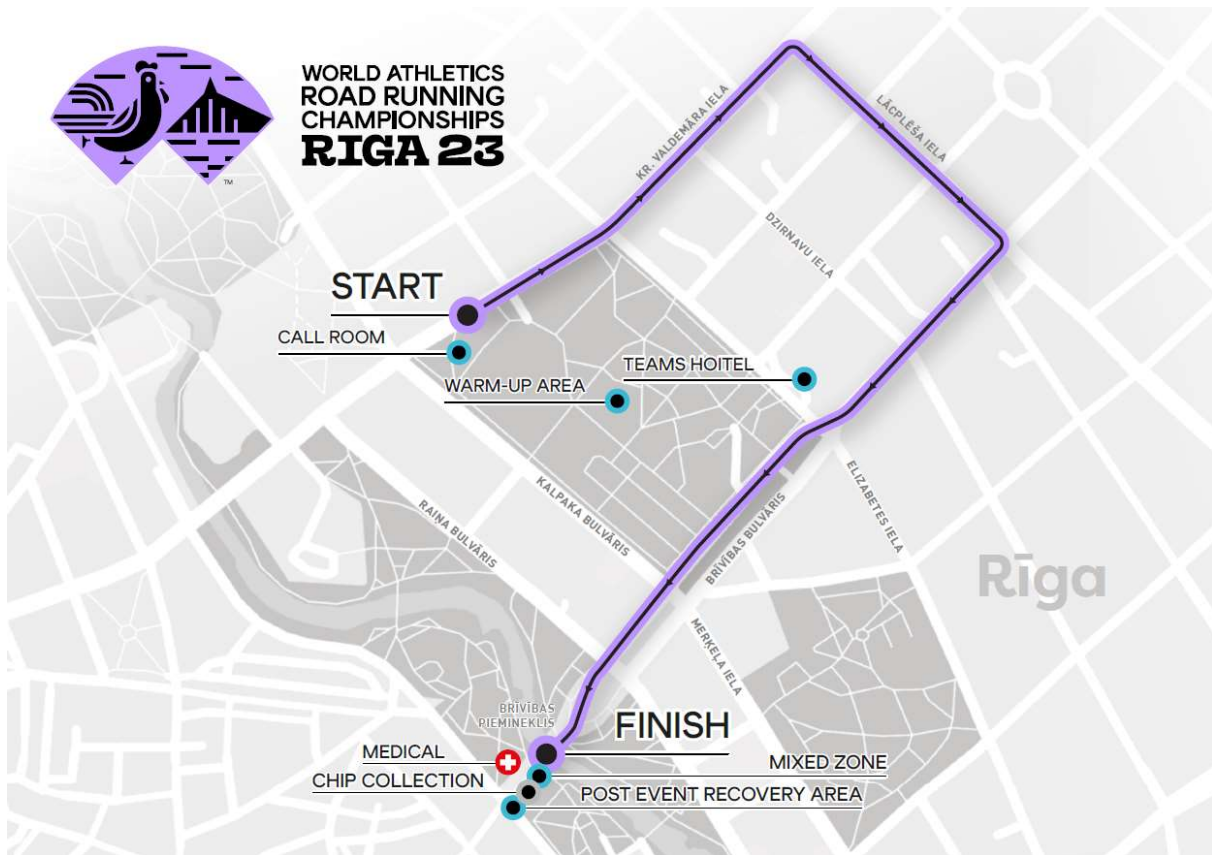 WORLD ATHLETICS
ROAD RUNNING
CHAMPIONSHIPS
RIGA 23
TM
KR. VALDEMĀRA IELA
LĀČPLĒŠA IELA
DZIRNAVU IELA
START
CALL ROOM
WARM-UP AREA
TEAMS HOITEL
KALPAKA BULVĀRIS
RAIŅA BULVĀRIS
BRĪVĪBAS BULVĀRIS
ELIZABETES IELA
Rīga
MERĶEĻA IELA
BRĪVĪBAS
PIEMINEKLIS
FINISH
MEDICAL
MIXED ZONE
CHIP COLLECTION
POST EVENT RECOVERY AREA